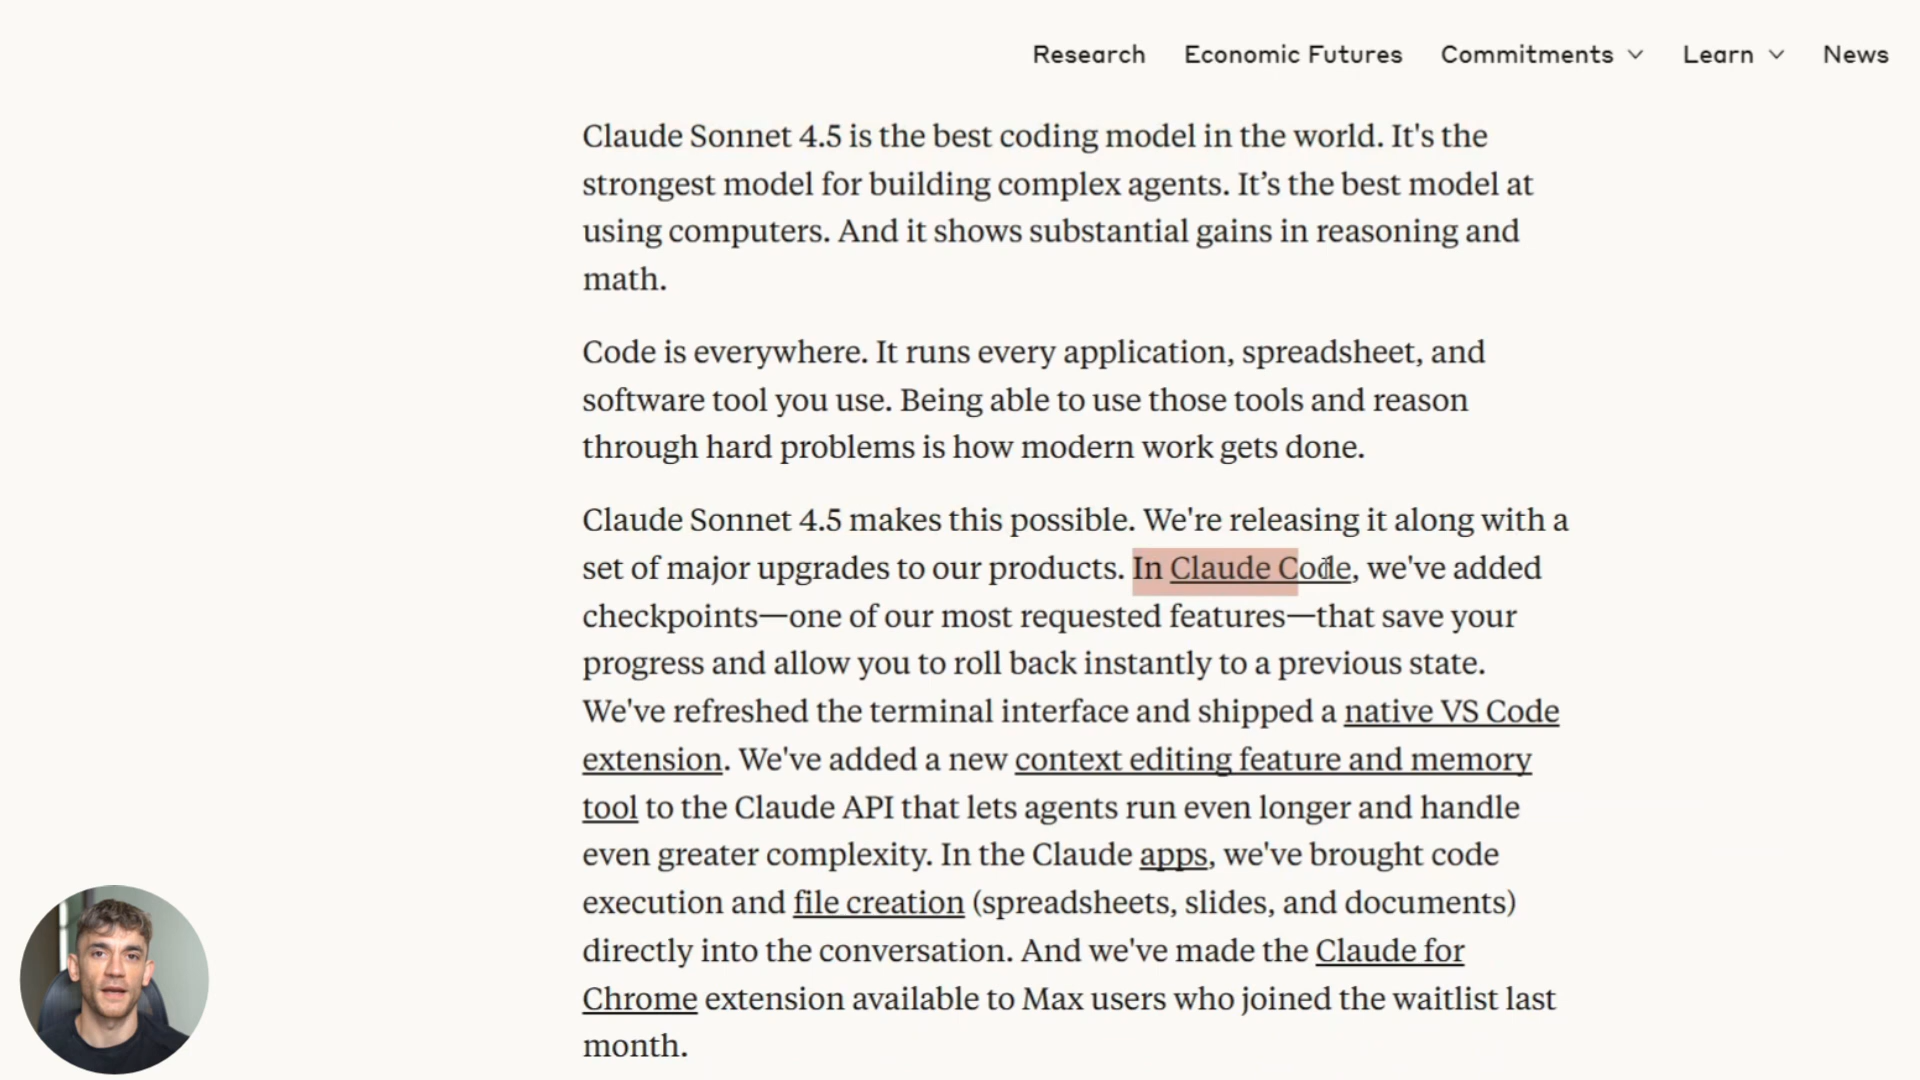 Research Economic Futures Commitments Learn News
Claude Sonnet 4.5 is the best coding model in the world. It's the
strongest model for building complex agents. It’s the best model at
using computers. And it shows substantial gains in reasoning and
math.
Code is everywhere. It runs every application, spreadsheet, and
software tool you use. Being able to use those tools and reason
through hard problems is how modern work gets done.
Claude Sonnet 4.5 makes this possible. We're releasing it along with a
set of major upgrades to our products. In Claude Code, we've added
checkpoints—one of our most requested features—that save your
progress and allow you to roll back instantly to a previous state.
We've refreshed the terminal interface and shipped a native VS Code
extension. We've added a new context editing feature and memory
tool to the Claude API that lets agents run even longer and handle
even greater complexity. In the Claude apps, we've brought code
execution and file creation (spreadsheets, slides, and documents)
directly into the conversation. And we've made the Claude for
Chrome extension available to Max users who joined the waitlist last
month.